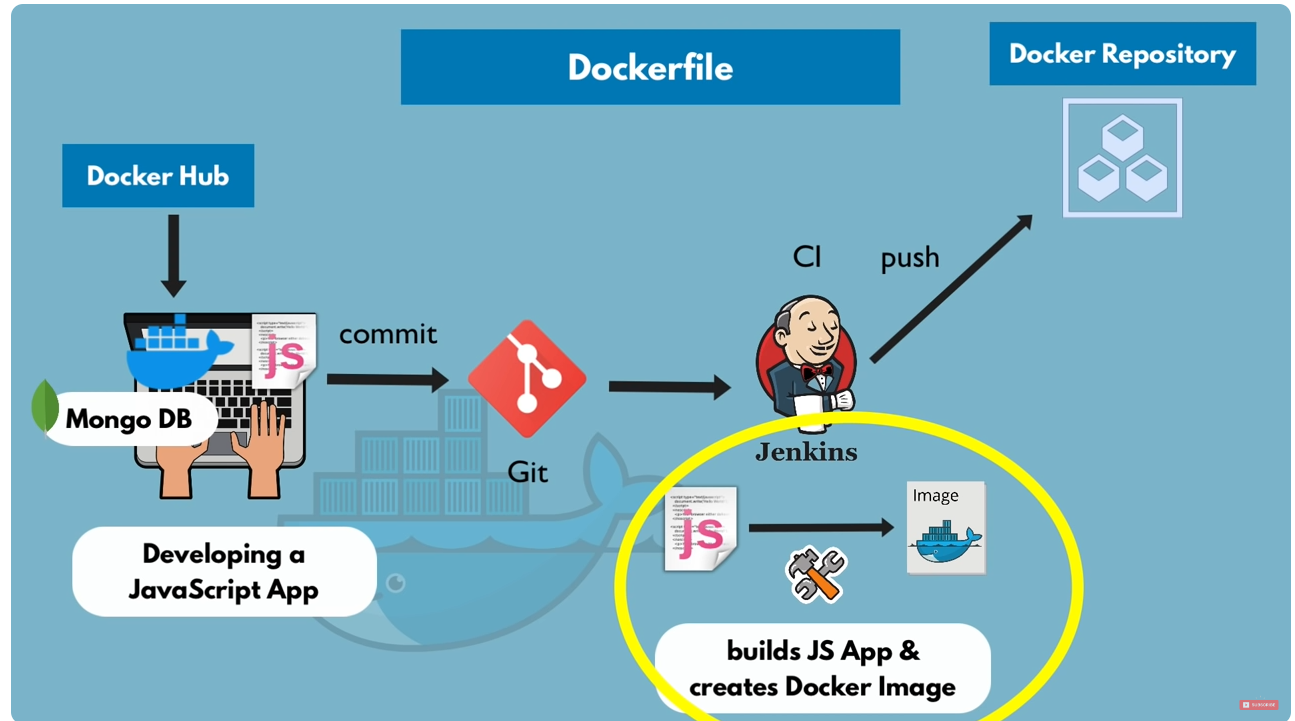 Dockerfile
Docker Repository
Docker Hub
CI
push
commit
js
Mongo DB
Git
Jenkins
Image
js
Developing a
JavaScript App
builds JS App &
creates Docker Image